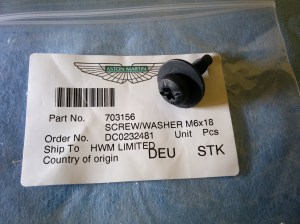 ASTON MARTIN
Part No. 703156
SCREW/WASHER M6x18
Order No. DC0232481 Unit Pcs
Ship To HWM LIMITED
Country of origin DEU STK